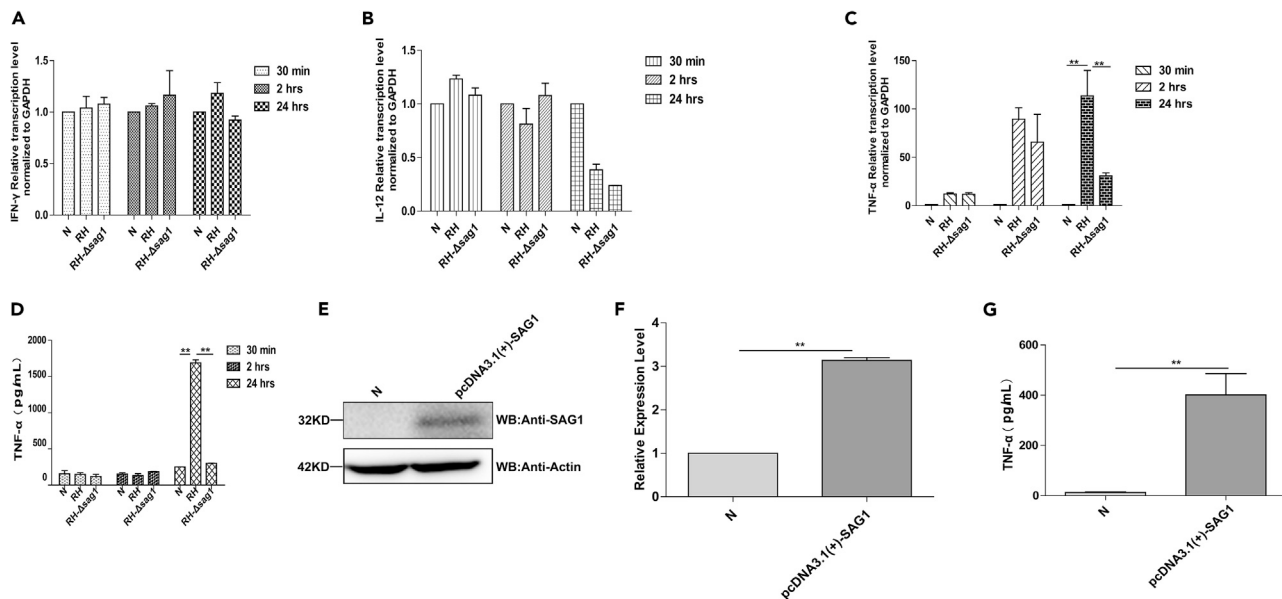 A
IFN-γ Relative transcription level
normalized to GAPDH
1.5
1.0
0.5
0.0
N
RH
RH-Δsag1
N
RH
RH-Δsag1
N
RH
RH-Δsag1
30 min
2 hrs
24 hrs
B
IL-12 Relative transcription level
normalized to GAPDH
1.5
1.0
0.5
0.0
N
RH
RH-Δsag1
N
RH
RH-Δsag1
N
RH
RH-Δsag1
30 min
2 hrs
24 hrs
C
TNF-α Relative transcription level
normalized to GAPDH
150
100
50
0
** **
N
RH
RH-Δsag1
N
RH
RH-Δsag1
N
RH
RH-Δsag1
30 min
2 hrs
24 hrs
D
TNF-α ( pg/mL)
2000
1500
1000
500
0
** **
N
RH
RH-Δsag1
N
RH
RH-Δsag1
N
RH
RH-Δsag1
30 min
2 hrs
24 hrs
E
N
pcDNA3.1(+)-SAG1
32KD
WB:Anti-SAG1
42KD
WB:Anti-Actin
F
Relative Expression Level
4
3
2
1
0
**
N
pcDNA3.1(+)-SAG1
G
TNF-α ( pg/mL)
600
400
200
0
**
N
pcDNA3.1(+)-SAG1